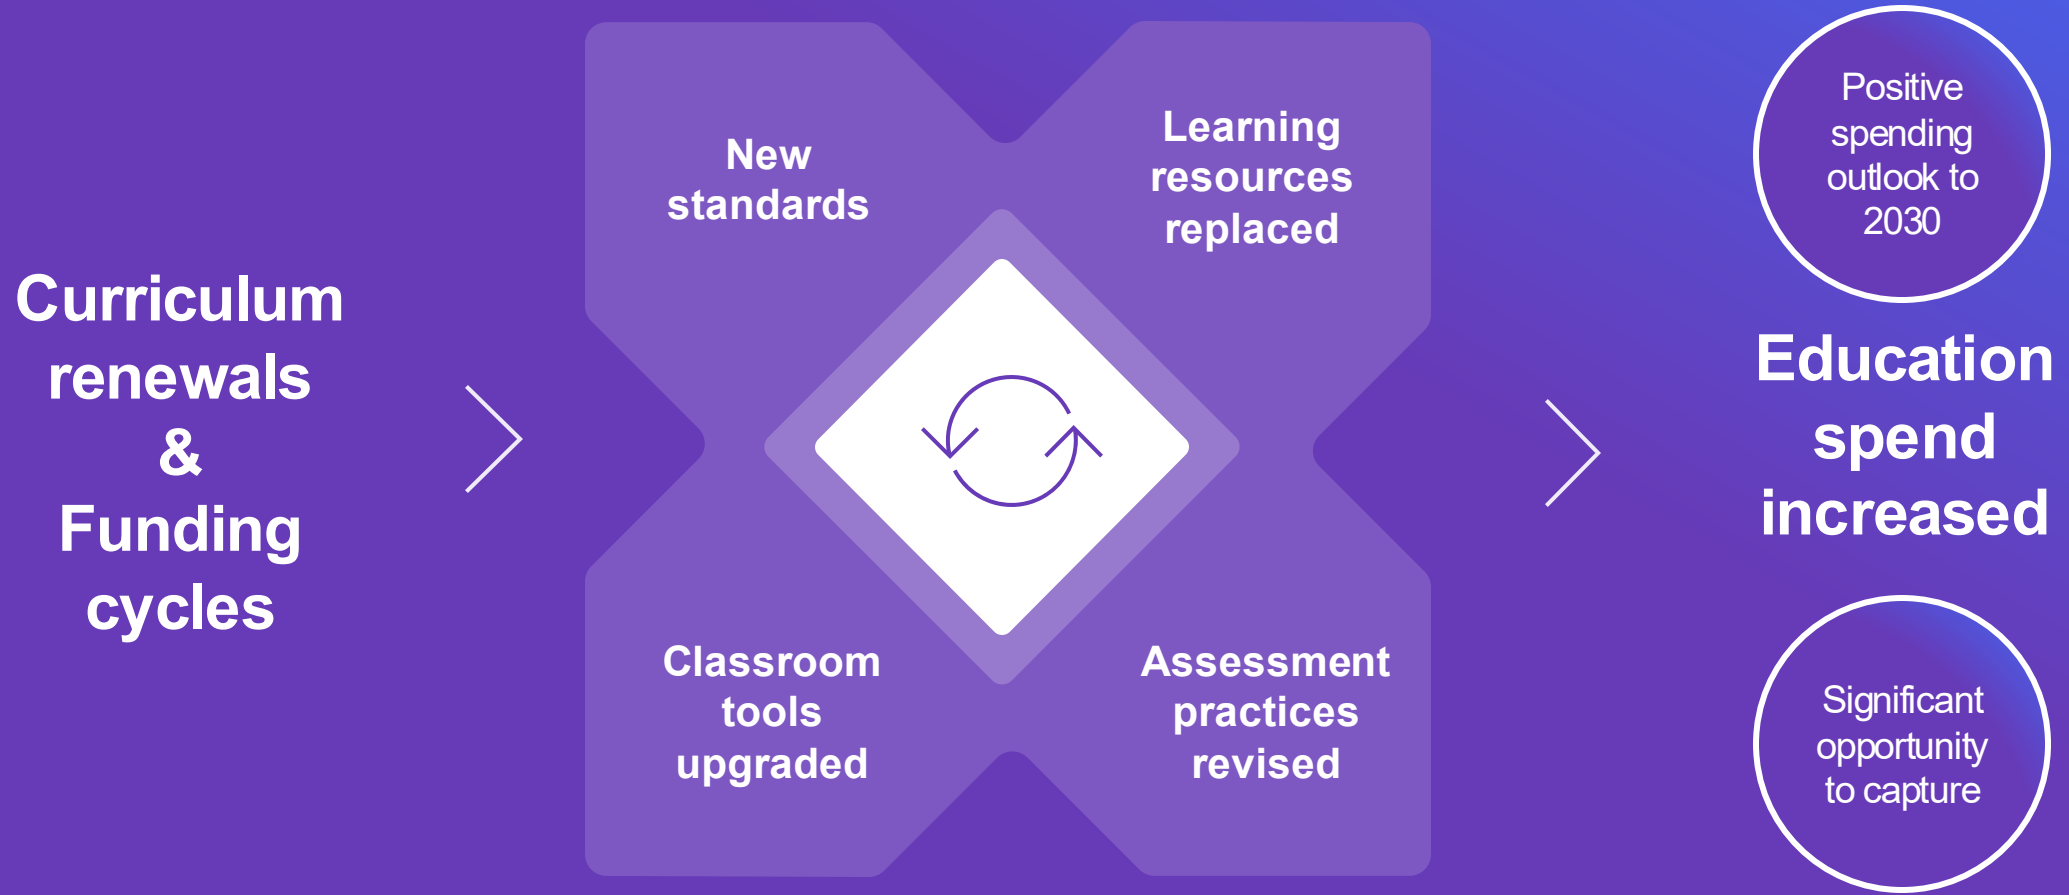 Curriculum
renewals
&
Funding
cycles
New
standards
Learning
resources
replaced
Classroom
tools
upgraded
Assessment
practices
revised
Positive
spending
outlook to
2030
Education
spend
increased
Significant
opportunity
to capture